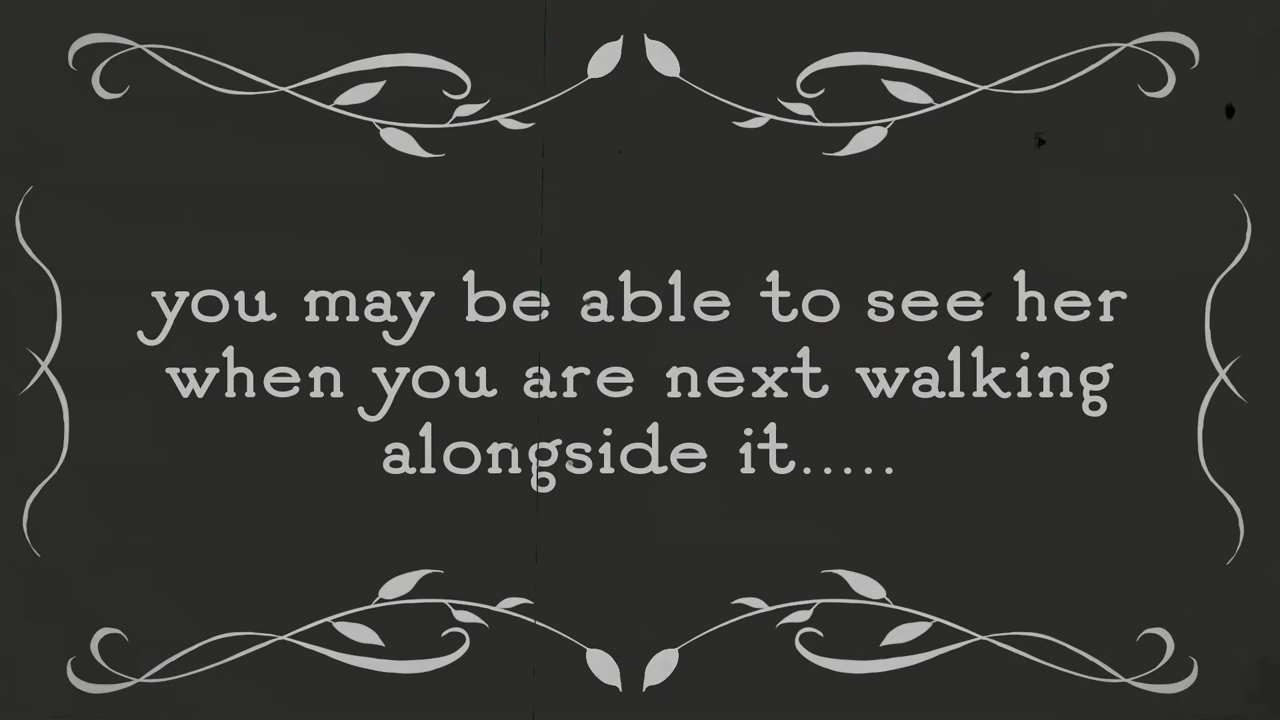 you may be able to see her
when you are next walking
alongside it.....